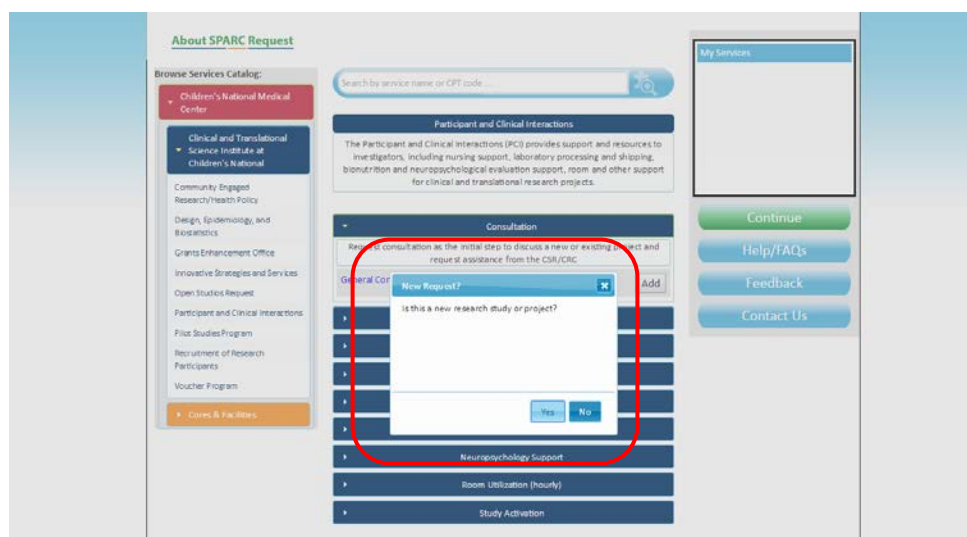 About SPARC Request
Browse Services Catalog:
Children's National Medical
Center
Clinical and Translational
Science Institute at
Children's National
Community Engaged
Research/Health Policy
Design, Epidemiology, and
Biostatistics
Grants Enhancement Office
Innovative Strategies and Services
Open Studios Request
Participant and Clinical Interactions
Pilot Studies Program
Recruitment of Research
Participants
Voucher Program
Cores & Facilities
Search by service name or CPT code ...
Participant and Clinical Interactions
The Participant and Clinical Interactions (PCI) provides support and resources to
investigators, including nursing support, laboratory processing and shipping,
bionutrition and neuropsychological evaluation support, room and other support
for clinical and translational research projects.
Consultation
Request consultation as the initial step to discuss a new or existing project and
request assistance from the CSR/CRC
General Con
Add
New Request?
Is this a new research study or project?
Yes
No
Neuropsychology Support
Room Utilization (hourly)
Study Activation
My Services
Continue
Help/FAQs
Feedback
Contact Us